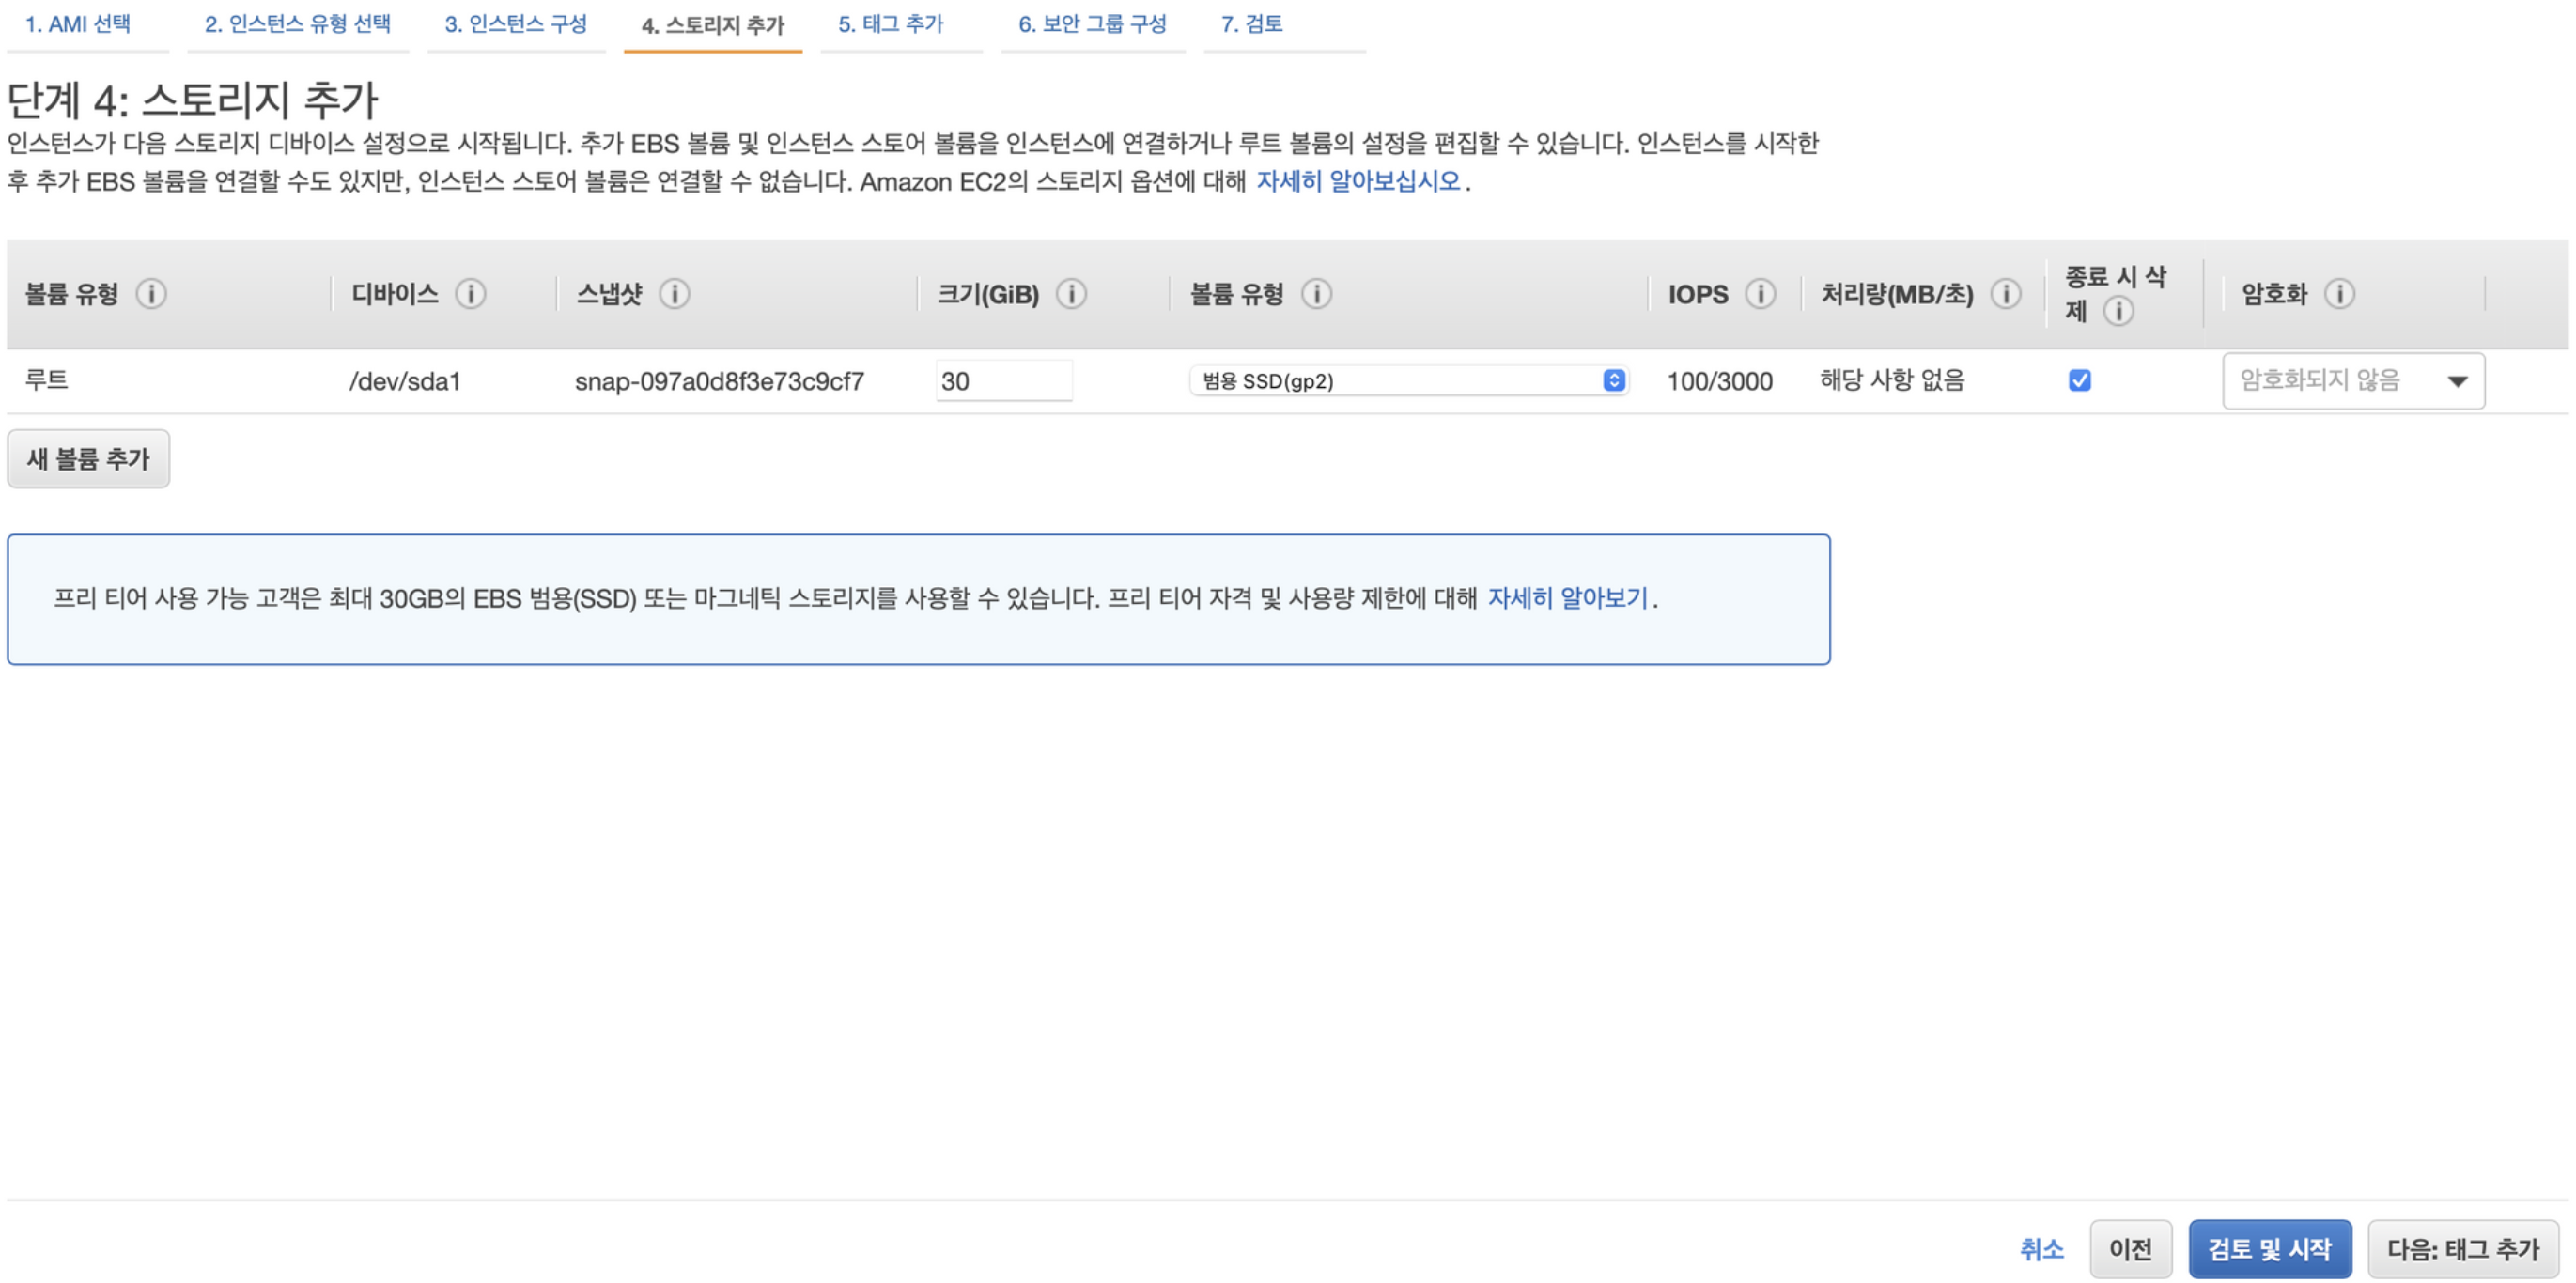 1. AMI 선택 2. 인스턴스 유형 선택 3. 인스턴스 구성 4. 스토리지 추가 5. 태그 추가 6. 보안 그룹 구성 7. 검토
단계 4: 스토리지 추가
인스턴스가 다음 스토리지 디바이스 설정으로 시작됩니다. 추가 EBS 볼륨 및 인스턴스 스토어 볼륨을 인스턴스에 연결하거나 루트 볼륨의 설정을 편집할 수 있습니다. 인스턴스를 시작한
후 추가 EBS 볼륨을 연결할 수도 있지만, 인스턴스 스토어 볼륨은 연결할 수 없습니다. Amazon EC2의 스토리지 옵션에 대해 자세히 알아보십시오.
볼륨 유형 디바이스 스냅샷 크기(GiB) 볼륨 유형 IOPS 처리량(MB/초) 종료 시 삭제 암호화
루트 /dev/sda1 snap-097a0d8f3e73c9cf7 30 범용 SSD(gp2) 100/3000 해당 사항 없음 암호화되지 않음
새 볼륨 추가
프리 티어 사용 가능 고객은 최대 30GB의 EBS 범용(SSD) 또는 마그네틱 스토리지를 사용할 수 있습니다. 프리 티어 자격 및 사용량 제한에 대해 자세히 알아보기.
취소 이전 검토 및 시작 다음: 태그 추가